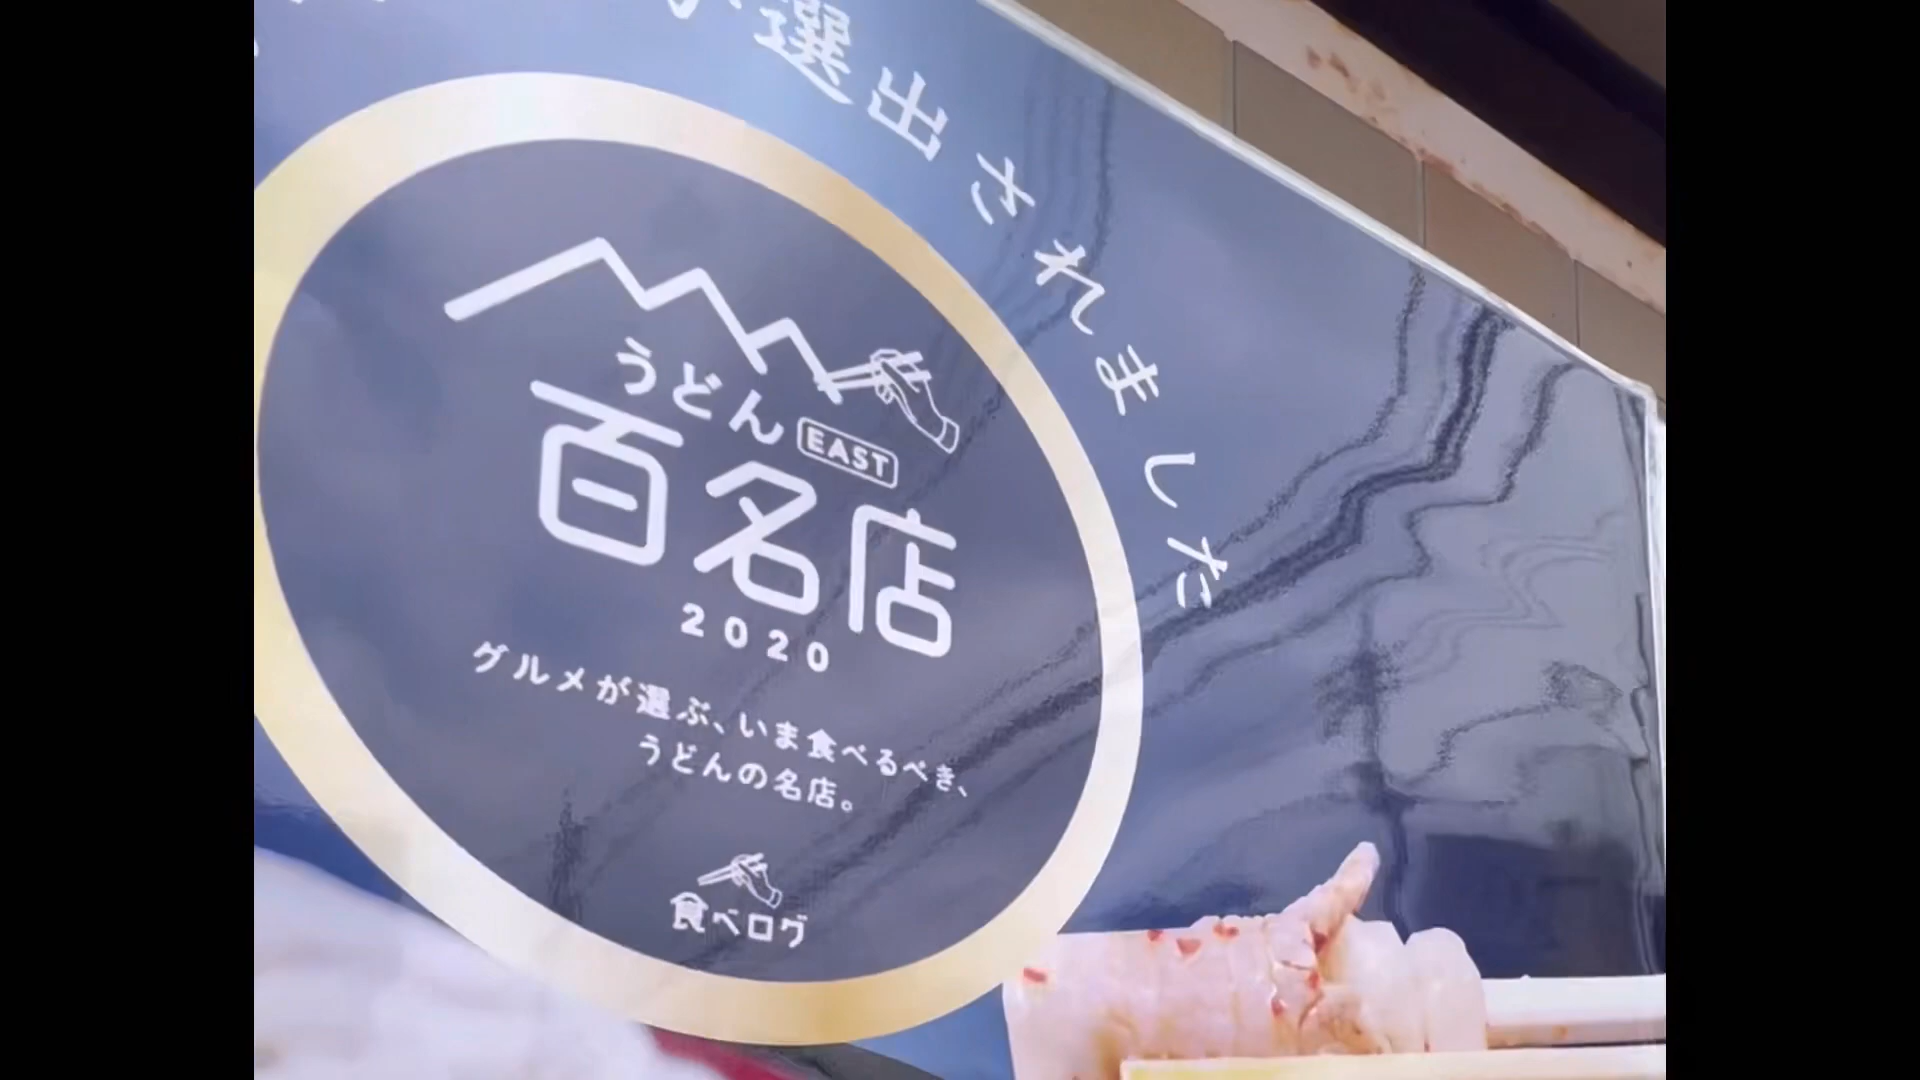 選出されました
うどん
EAST
百名店
2020
グルメが選ぶ、いま食べるべき、
うどんの名店。
食べログ